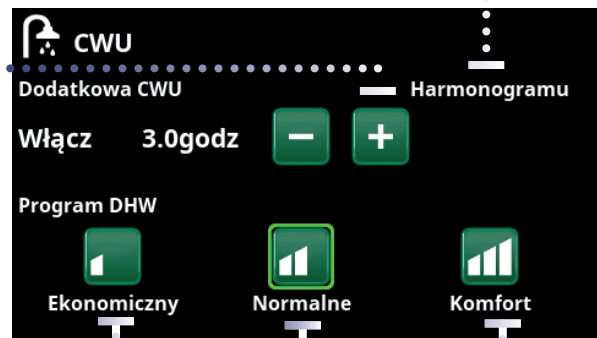 CWU
Dodatkowa CWU
Harmonogramu
Włącz 3.0godz − +
Program DHW
Ekonomiczny Normalne Komfort